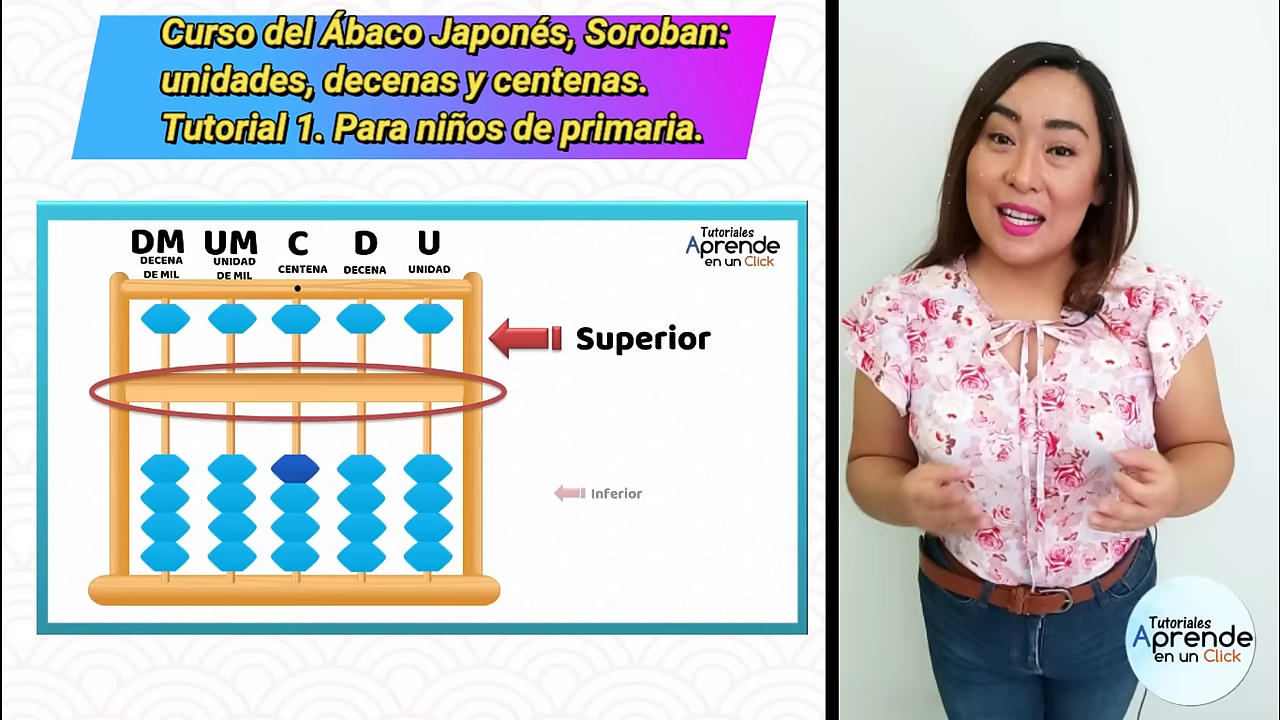 Curso del Ábaco Japonés, Soroban:
unidades, decenas y centenas.
Tutorial 1. Para niños de primaria.
DM UM C D U
DECENA DE MIL
UNIDAD DE MIL
CENTENA
DECENA
UNIDAD
Tutoriales
Aprende
en un Click
Superior
Inferior
Tutoriales
Aprende
en un Click